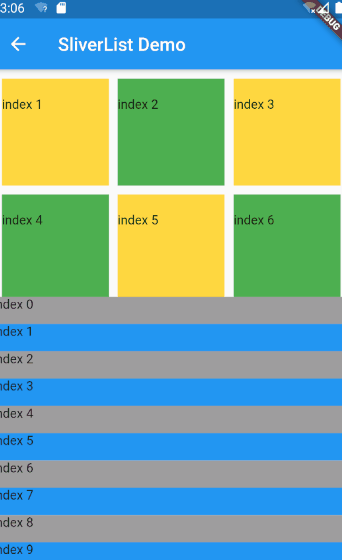 3:06
DEBUG
SliverList Demo
index 1 index 2 index 3
index 4 index 5 index 6
ndex 0
ndex 1
ndex 2
ndex 3
ndex 4
ndex 5
ndex 6
ndex 7
ndex 8
ndex 9